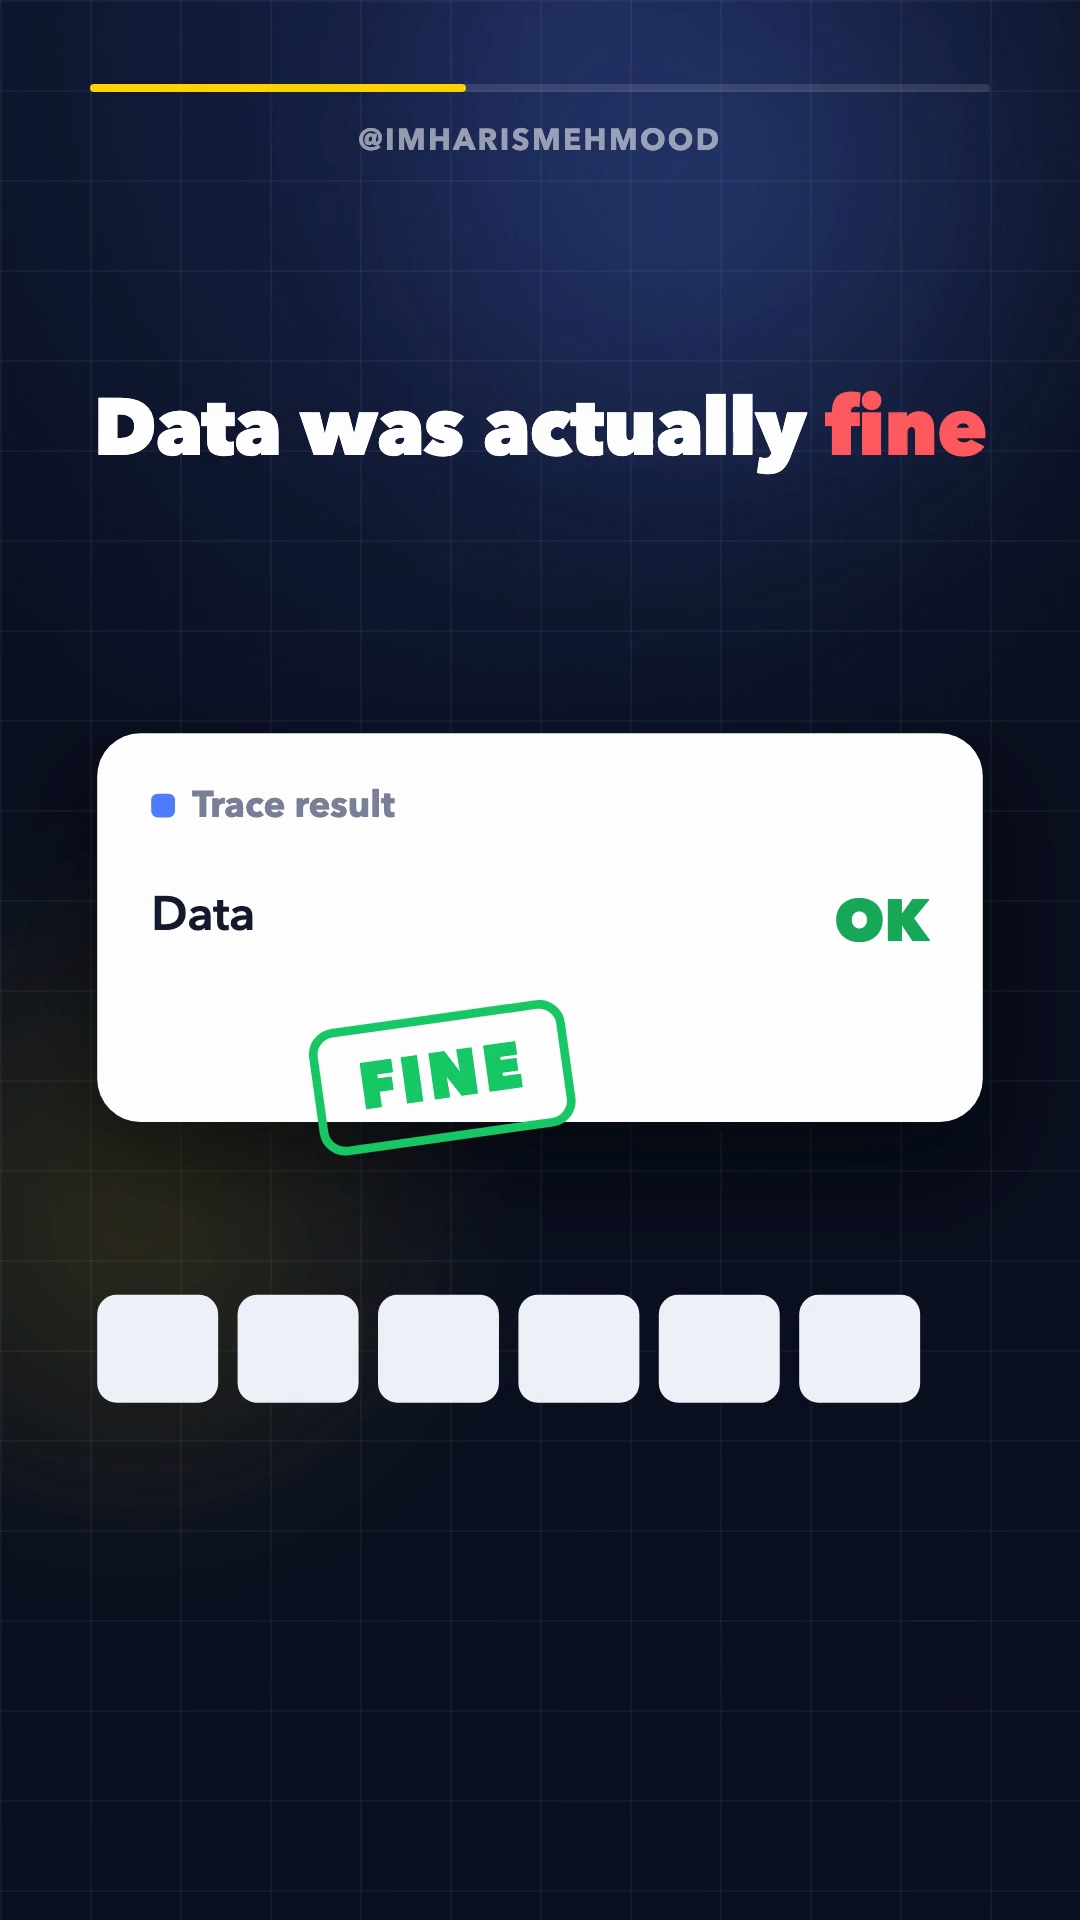 @IMHARISMEHMOOD
Data was actually fine
Trace result
Data OK
FINE